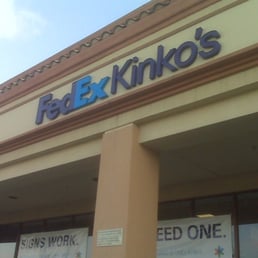 FedEx Kinko's
SIGNS WORK.
EED ONE.